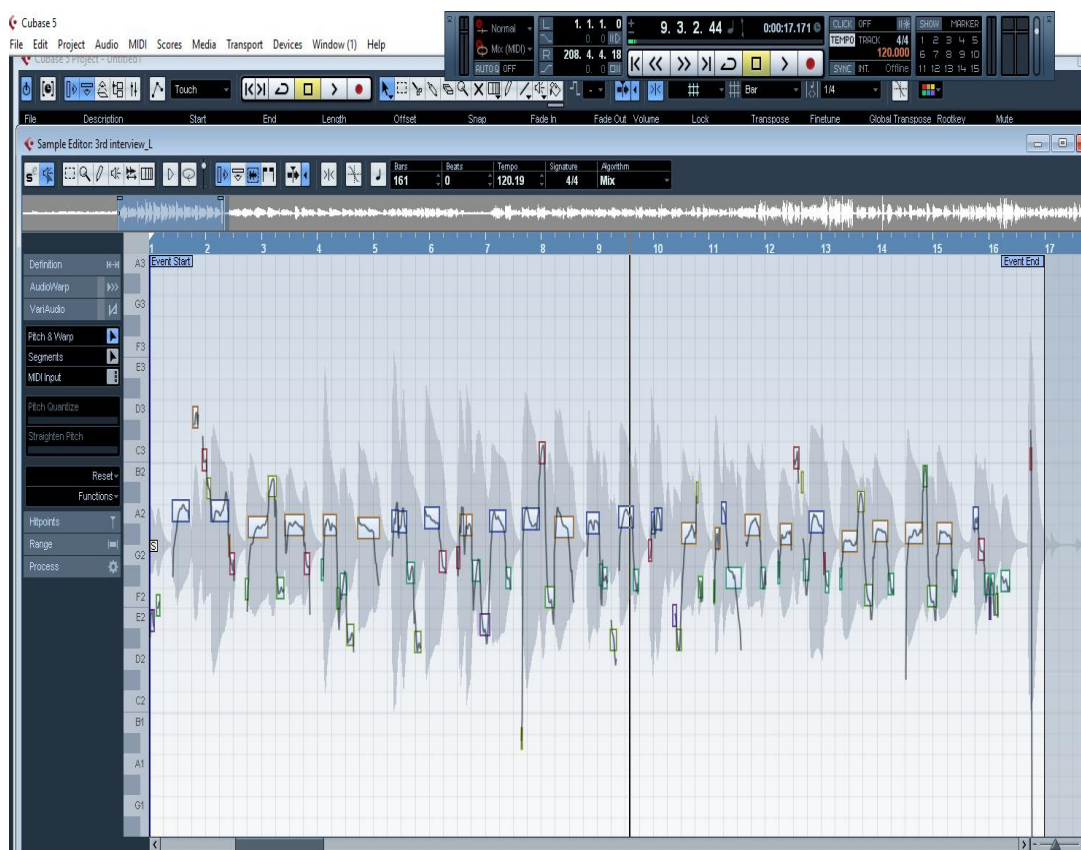 Cubase 5
File Edit Project Audio MIDI Scores Media Transport Devices Window (1) Help
Normal L 1. 1. 1. 0 9. 3. 2. 44 0:00:17.171 CLICK OFF SHOW MARKER
0. 0 TEMPO TRACK 4/4 1 2 3 4 5
Mix (MIDI) R 208. 4. 4. 18 120.000 6 7 8 9 10
AUTO Q OFF 0. 0 SYNC INT. Offline 11 12 13 14 15
Cubase 5 Project - Untitled1
Touch Bar 1/4
File Description Start End Length Offset Snap Fade In Fade Out Volume Lock Transpose Finetune Global Transpose Rootkey Mute
Sample Editor: 3rd interview_L
Bars Beats Tempo Signature Algorithm
161 0 120.19 4/4 Mix
1 2 3 4 5 6 7 8 9 10 11 12 13 14 15 16 17
Event Start Event End
Definition
AudioWarp
VariAudio
Pitch & Warp
Segments
MIDI Input
Pitch Quantize
Straighten Pitch
Reset
Functions
Hitpoints
Range
Process
A3
G3
F3
E3
D3
C3
B2
A2
S
G2
F2
E2
D2
C2
B1
A1
G1